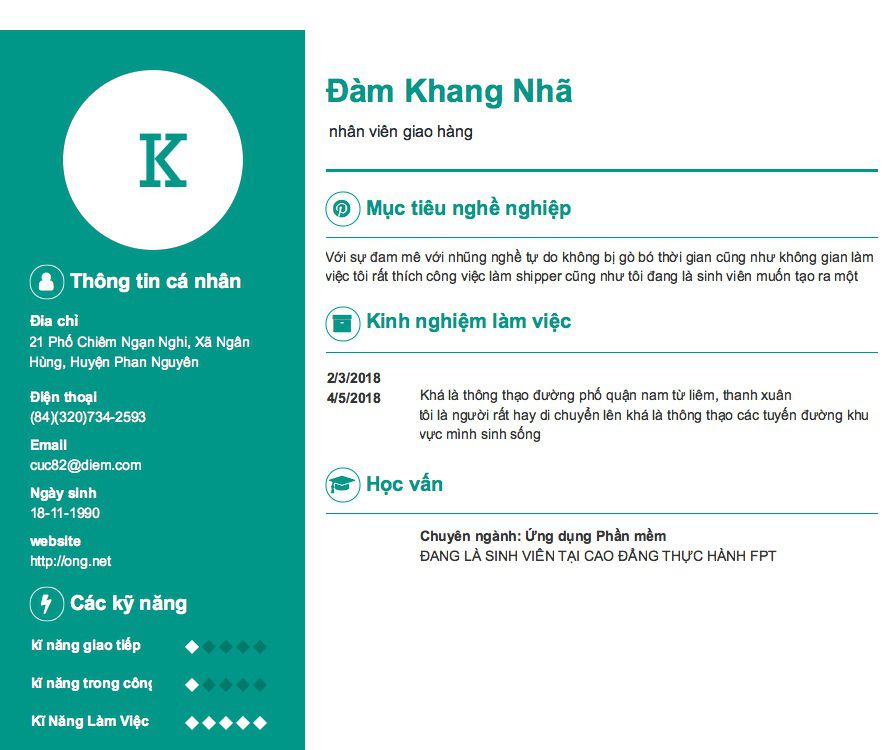 K
Thông tin cá nhân
Địa chỉ
21 Phố Chiêm Ngạn Nghi, Xã Ngân
Hùng, Huyện Phan Nguyên
Điện thoại
(84)(320)734-2593
Email
cuc82@diem.com
Ngày sinh
18-11-1990
website
http://ong.net
Các kỹ năng
kĩ năng giao tiếp
kĩ năng trong
Kĩ Năng Làm Việc
Đàm Khang Nhã
nhân viên giao hàng
Mục tiêu nghề nghiệp
Với sự đam mê với nhũng nghề tự do không bị gò bó thời gian cũng như không gian làm
việc tôi rất thích công việc làm shipper cũng như tôi đang là sinh viên muốn tạo ra một
Kinh nghiệm làm việc
2/3/2018
4/5/2018
Khá là thông thạo đường phố quận nam từ liêm, thanh xuân
tôi là người rất hay di chuyển lên khá là thông thạo các tuyến đường khu
vực mình sinh sống
Học vấn
Chuyên ngành: Ứng dụng Phần mềm
ĐANG LÀ SINH VIÊN TẠI CAO ĐẲNG THỰC HÀNH FPT